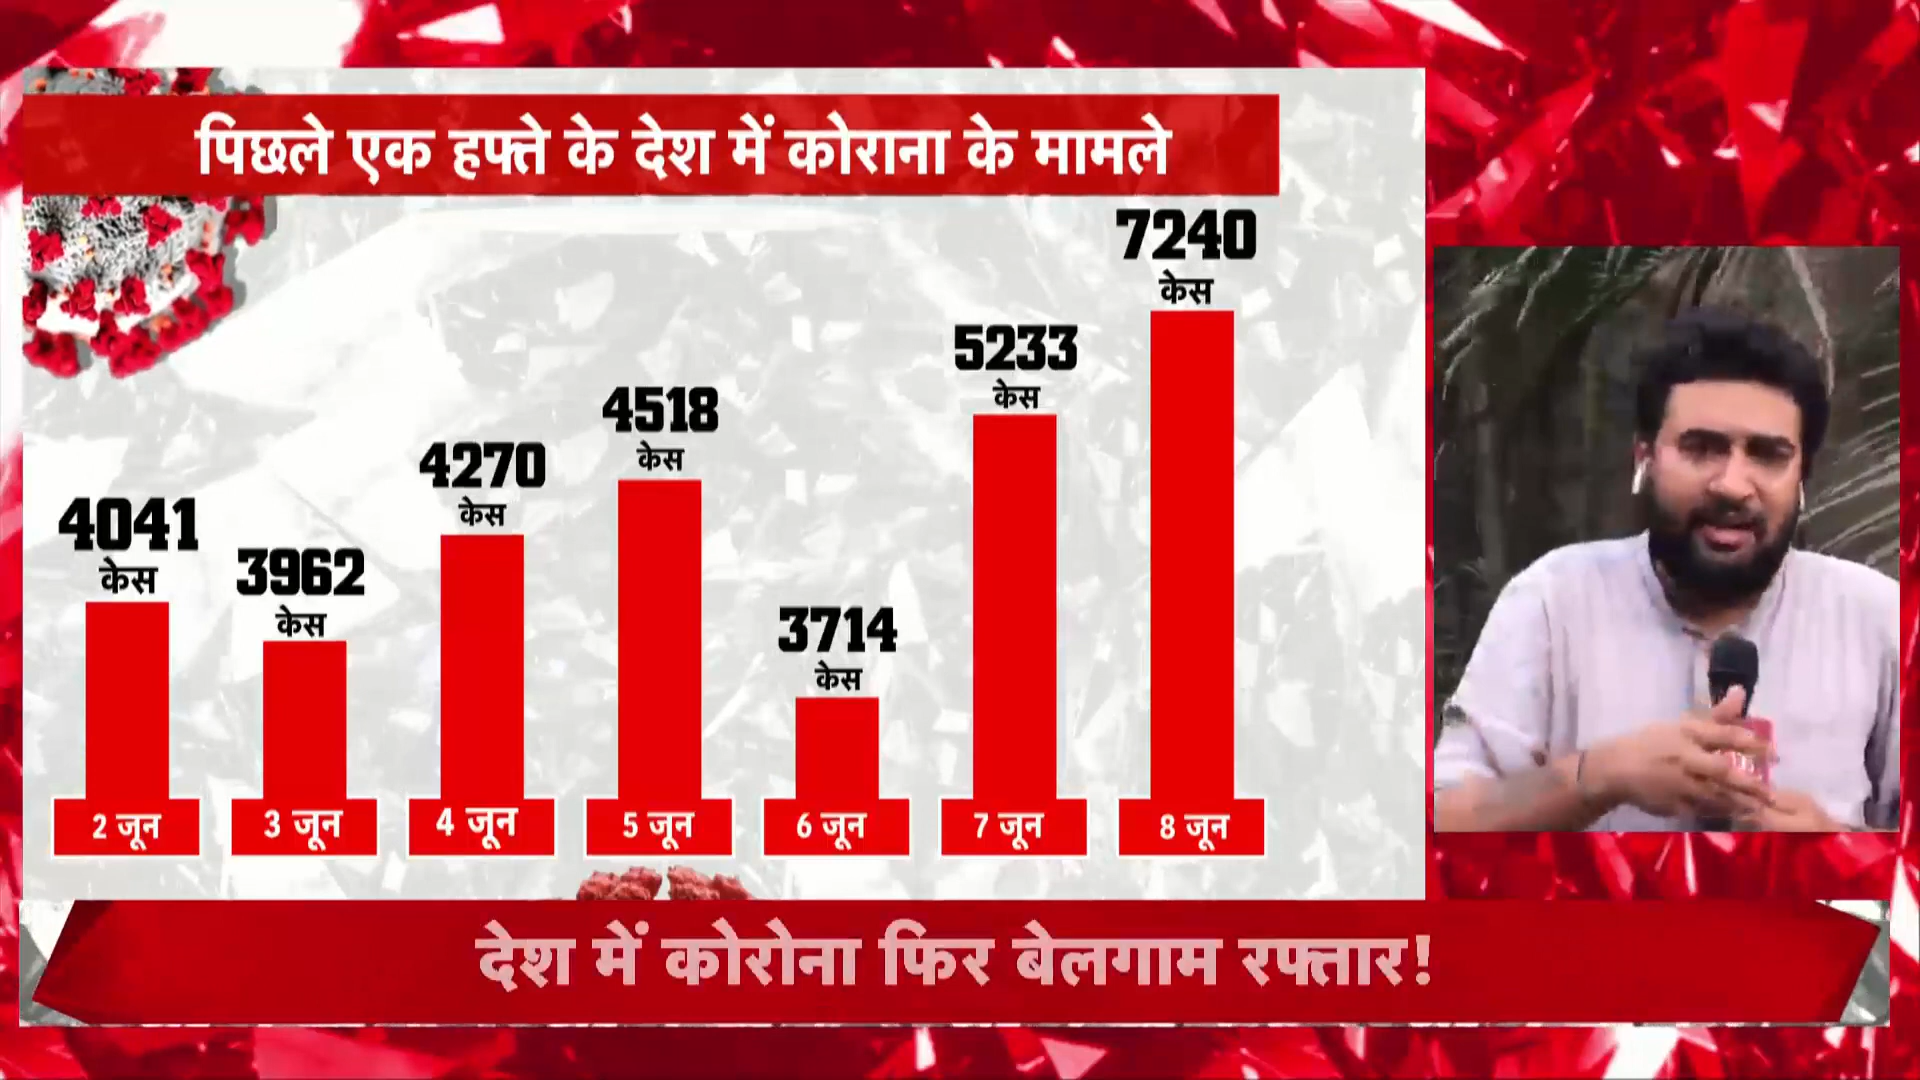 पिछले एक हफ्ते के देश में कोराना के मामले
4041
केस
3962
केस
4270
केस
4518
केस
3714
केस
5233
केस
7240
केस
2 जून
3 जून
4 जून
5 जून
6 जून
7 जून
8 जून
देश में कोरोना फिर बेलगाम रफ्तार!